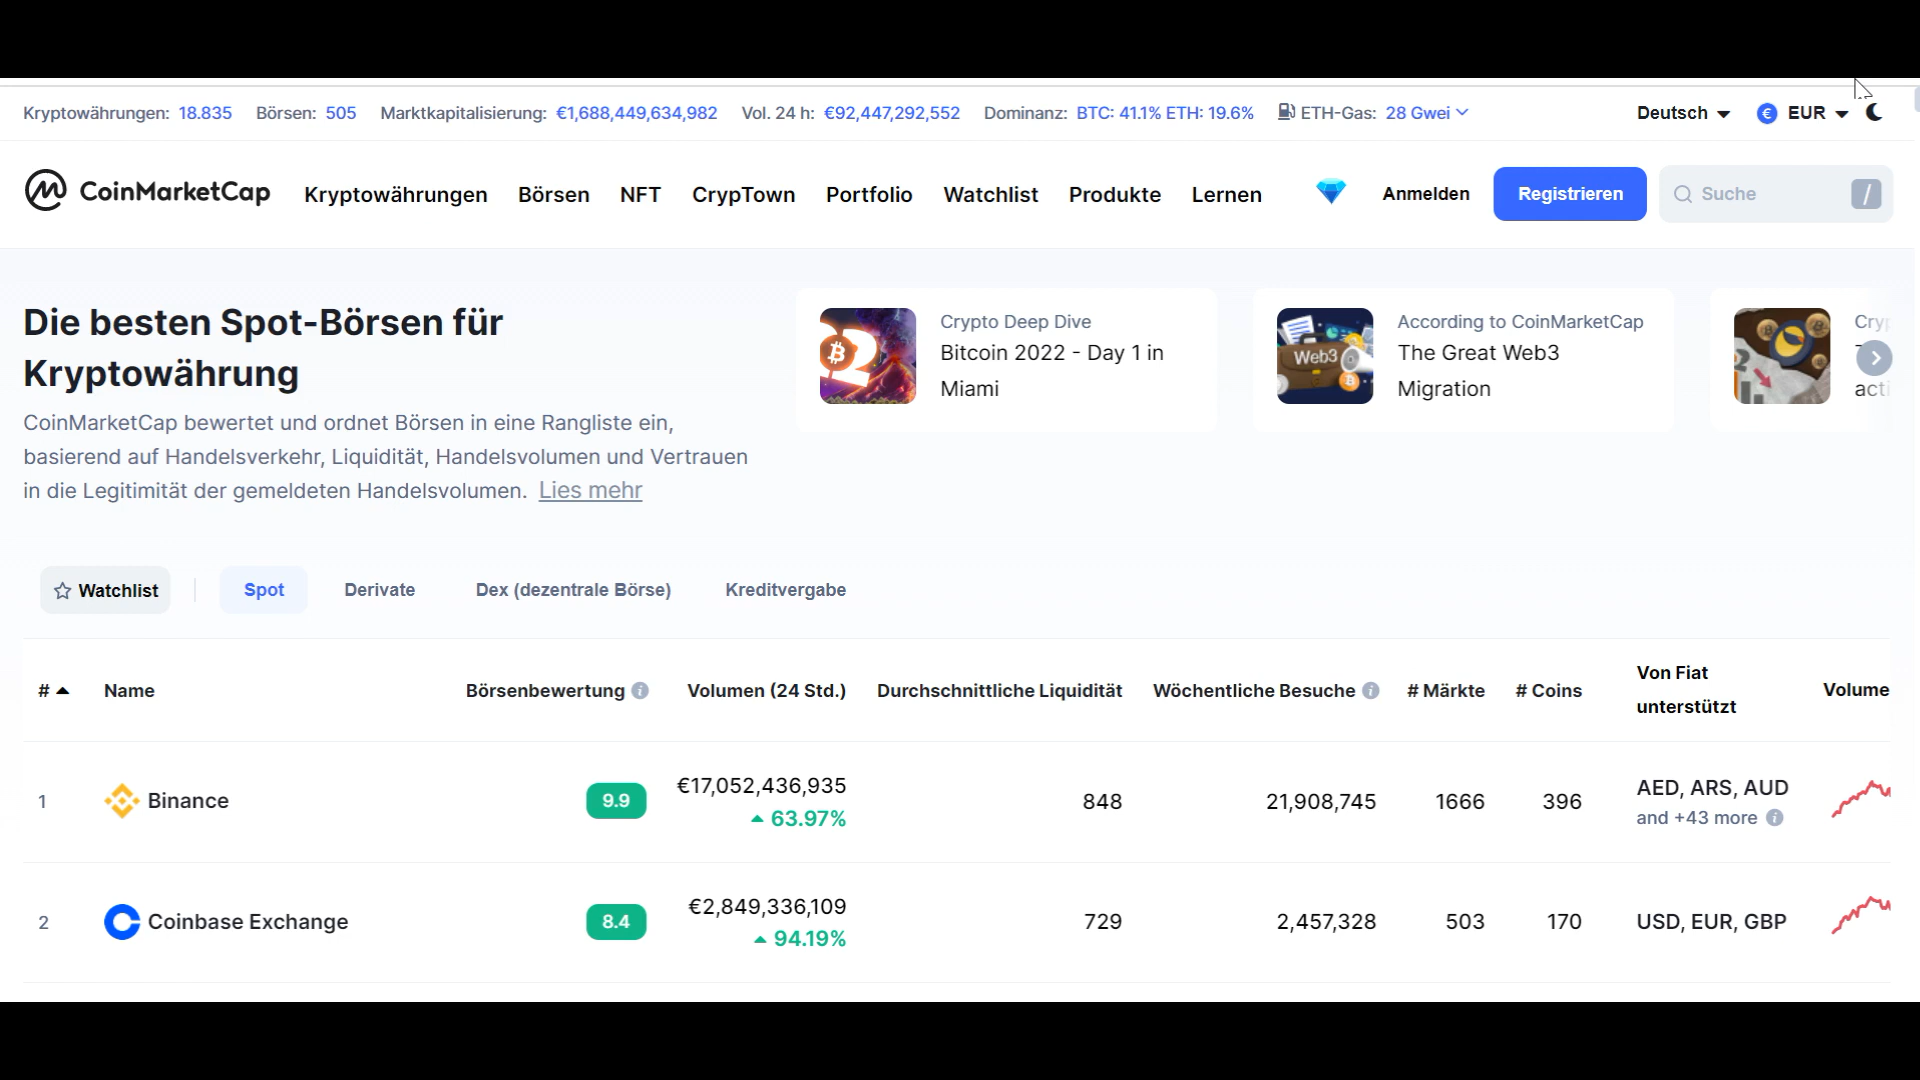 Kryptowährungen: 18.835 Börsen: 505 Marktkapitalisierung: €1,688,449,634,982 Vol. 24 h: €92,447,292,552 Dominanz: BTC: 41.1% ETH: 19.6% ETH-Gas: 28 Gwei Deutsch EUR
CoinMarketCap Kryptowährungen Börsen NFT CrypTown Portfolio Watchlist Produkte Lernen Anmelden Registrieren Suche /
Die besten Spot-Börsen für
Kryptowährung
CoinMarketCap bewertet und ordnet Börsen in eine Rangliste ein,
basierend auf Handelsverkehr, Liquidität, Handelsvolumen und Vertrauen
in die Legitimität der gemeldeten Handelsvolumen. Lies mehr
Crypto Deep Dive
Bitcoin 2022 - Day 1 in
Miami
Web3
According to CoinMarketCap
The Great Web3
Migration
Watchlist Spot Derivate Dex (dezentrale Börse) Kreditvergabe
# Name Börsenbewertung Volumen (24 Std.) Durchschnittliche Liquidität Wöchentliche Besuche # Märkte # Coins Von Fiat unterstützt Volume
1 Binance 9.9 €17,052,436,935 848 21,908,745 1666 396 AED, ARS, AUD
63.97% and +43 more
2 Coinbase Exchange 8.4 €2,849,336,109 729 2,457,328 503 170 USD, EUR, GBP
94.19%